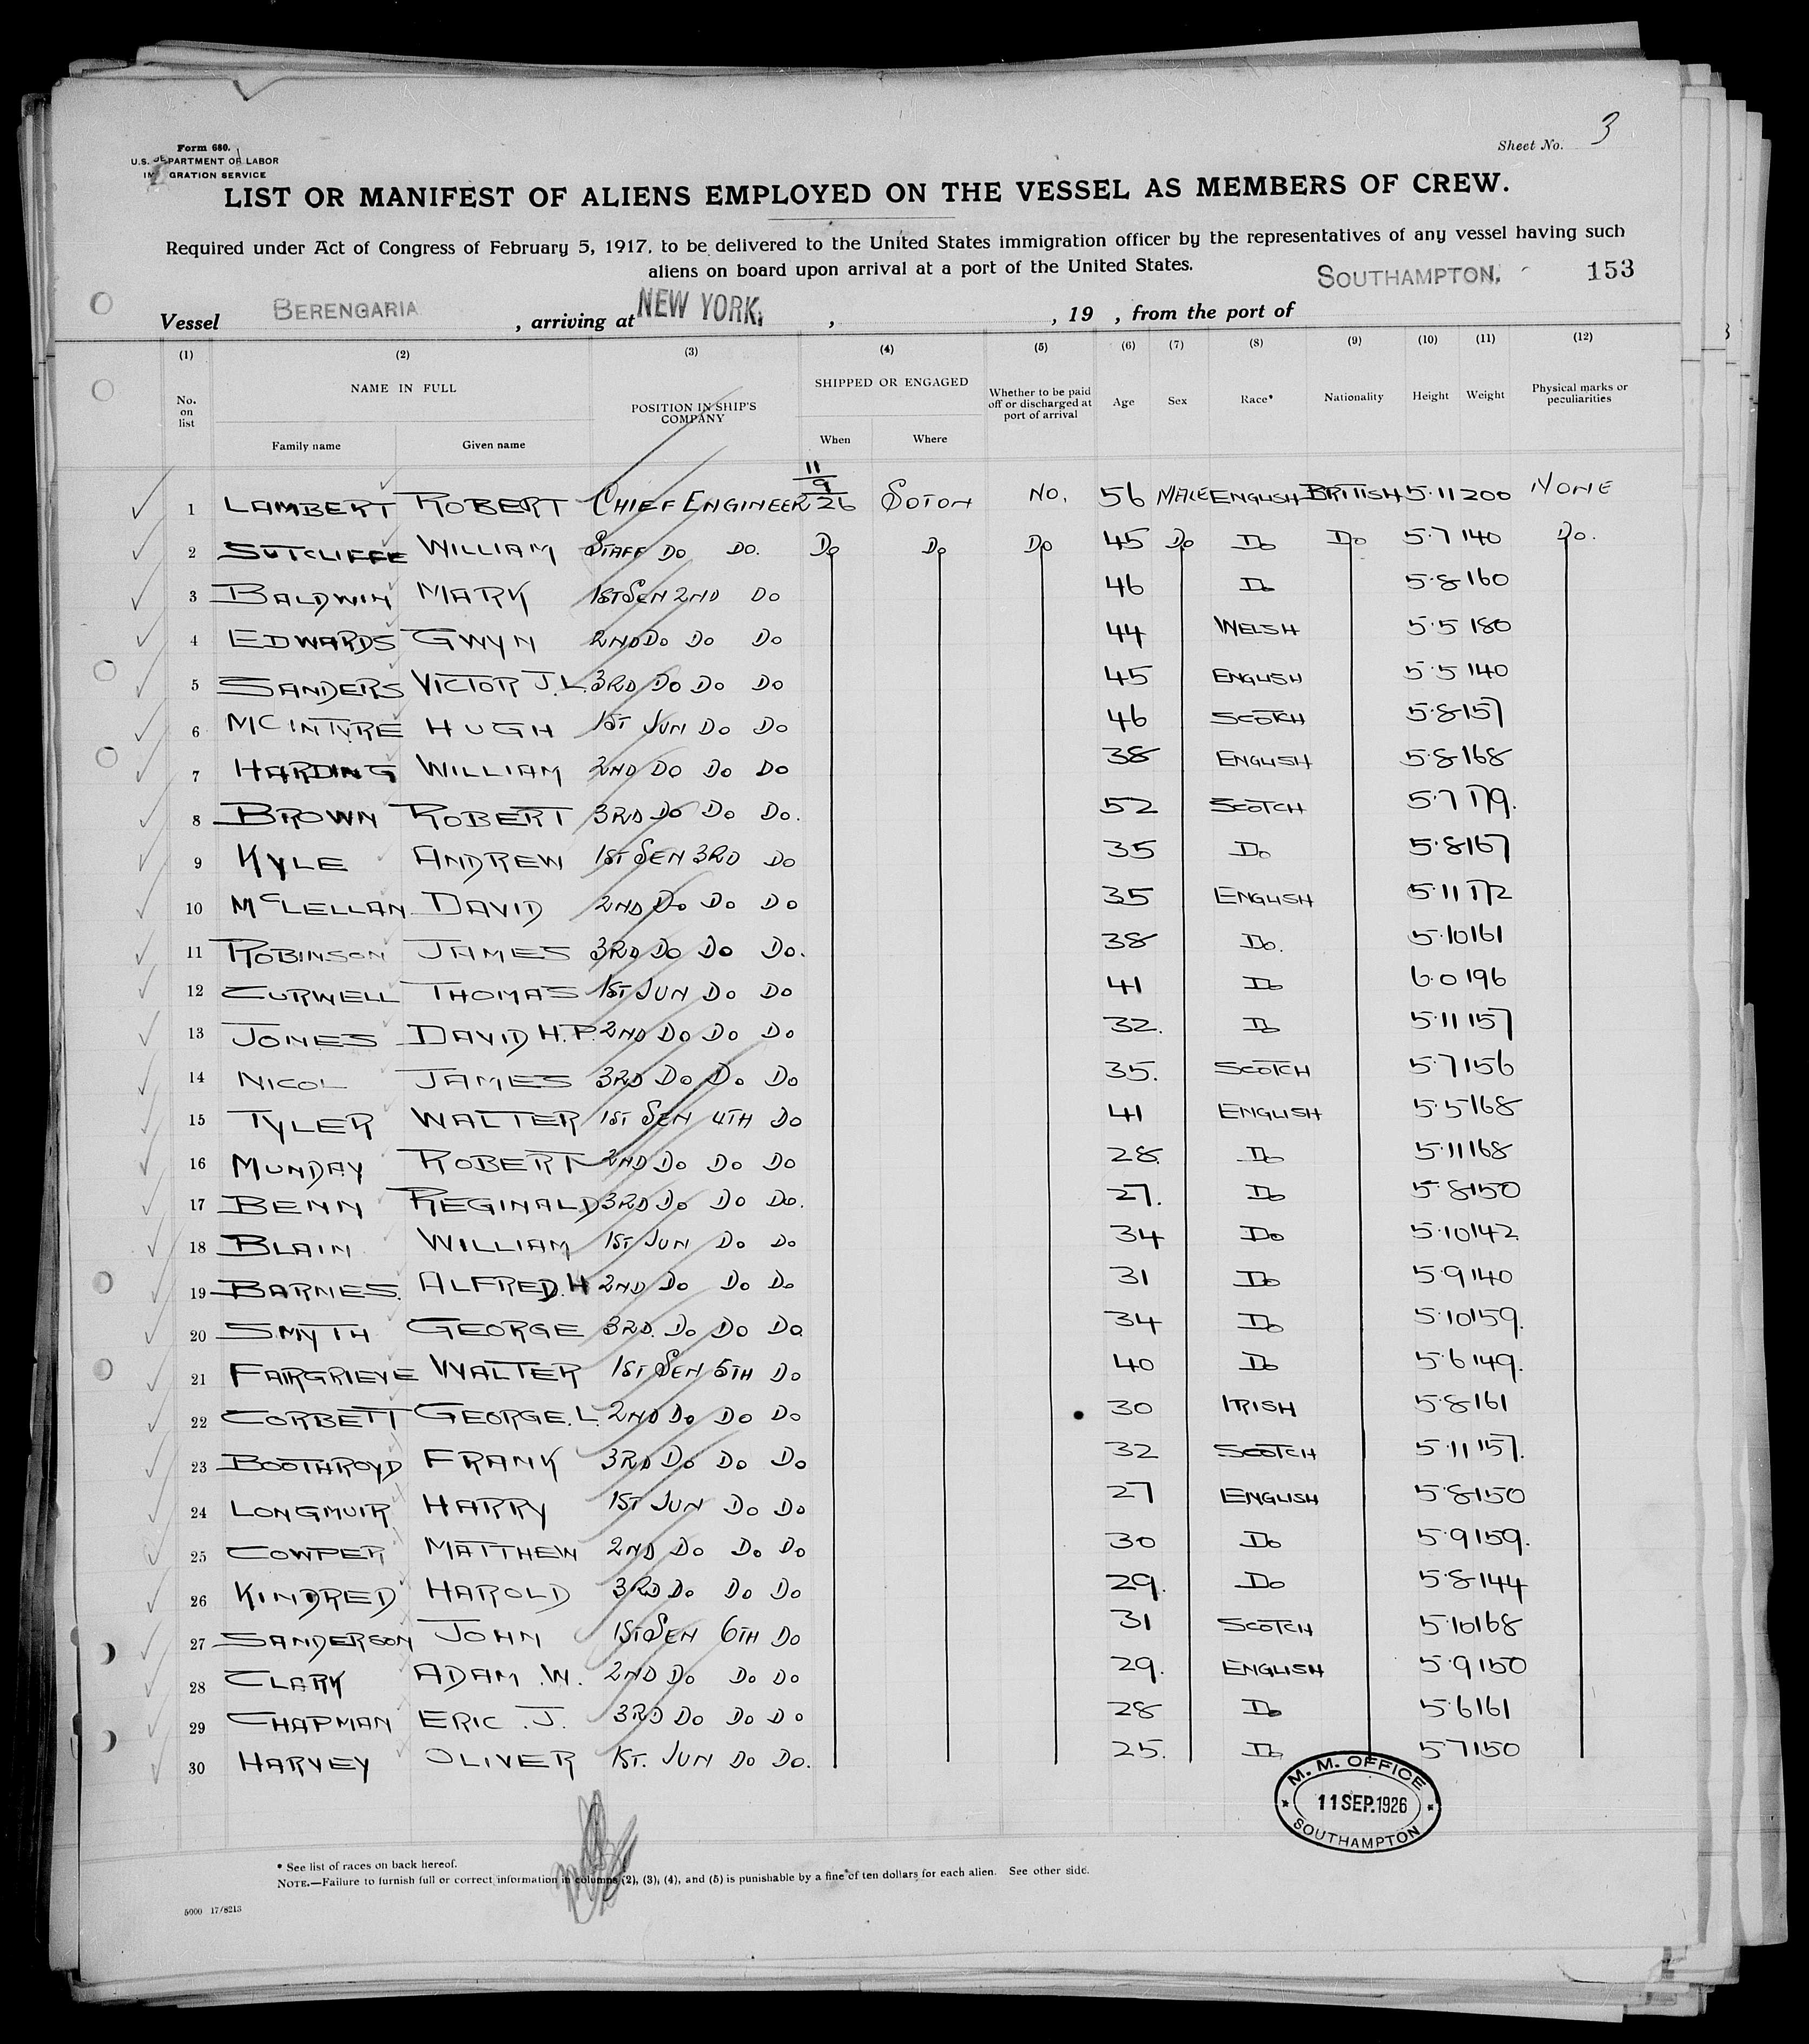 Sheet No. 3
Form 680.
U.S. DEPARTMENT OF LABOR
IMMIGRATION SERVICE
LIST OR MANIFEST OF ALIENS EMPLOYED ON THE VESSEL AS MEMBERS OF CREW.
Required under Act of Congress of February 5, 1917, to be delivered to the United States immigration officer by the representatives of any vessel having such
aliens on board upon arrival at a port of the United States.
153
Vessel BERENGARIA , arriving at NEW YORK, , , 19 , from the port of SOUTHAMPTON.
(1) (2) (3) (4) (5) (6) (7) (8) (9) (10) (11) (12)
No. on list NAME IN FULL POSITION IN SHIP'S COMPANY SHIPPED OR ENGAGED Whether to be paid off or discharged at port of arrival Age Sex Race* Nationality Height Weight Physical marks or peculiarities
Family name Given name When Where
1 LAMBERT ROBERT CHIEF ENGINEER 11/9/26 SOTON NO. 56 MALE ENGLISH BRITISH 5·11 200 NONE
2 SUTCLIFFE WILLIAM STAFF DO DO. DO DO DO 45 DO DO DO 5·7 140 DO.
3 BALDWIN MARK 1ST SEN 2ND DO 46 DO 5·8 160
4 EDWARDS GWYN 2ND DO DO DO 44 WELSH 5·5 180
5 SANDERS VICTOR J.L. 3RD DO DO DO 45 ENGLISH 5·5 140
6 MCINTYRE HUGH 1ST JUN DO DO 46 SCOTCH 5·8 157
7 HARDING WILLIAM 2ND DO DO DO 38 ENGLISH 5·8 168
8 BROWN ROBERT 3RD DO DO DO. 52 SCOTCH 5·7 179.
9 KYLE ANDREW 1ST SEN 3RD DO 35 DO 5·8 167
10 MCLELLAN DAVID 2ND DO DO DO 35 ENGLISH 5·11 172
11 ROBINSON JAMES 3RD DO DO DO. 38 DO. 5·10 161
12 CURWELL THOMAS 1ST JUN DO DO 41 DO 6·0 196
13 JONES DAVID H.P. 2ND DO DO DO 32. DO 5·11 157
14 NICOL JAMES 3RD DO DO DO 35. SCOTCH 5·7 156
15 TYLER WALTER 1ST SEN 4TH DO 41 ENGLISH 5·5 168
16 MUNDAY ROBERT 2ND DO DO DO 28. DO 5·11 168
17 BENN REGINALD 3RD DO DO DO. 27. DO 5·8 150
18 BLAIN WILLIAM 1ST JUN DO DO 34 DO 5·10 142
19 BARNES. ALFRED.H 2ND DO DO DO 31 DO 5·9 140
20 SMYTH GEORGE 3RD. DO DO DO 34 DO 5·10 159.
21 FAIRGRIEVE WALTER 1ST SEN 5TH DO 40 DO 5·6 149.
22 CORBETT GEORGE.L. 2ND DO DO DO 30 IRISH 5·8 161
23 BOOTHROYD FRANK 3RD DO DO DO 32 SCOTCH 5·11 157.
24 LONGMUIR HARRY 1ST JUN DO DO 27 ENGLISH 5·8 150
25 COWPER MATTHEW 2ND DO DO DO 30 DO 5·9 159.
26 KINDRED HAROLD 3RD DO DO DO 29. DO 5·8 144
27 SANDERSON JOHN 1ST SEN 6TH DO 31 SCOTCH 5·10 168
28 CLARK ADAM.W. 2ND DO DO DO 29. ENGLISH 5·9 150
29 CHAPMAN ERIC.J. 3RD DO DO DO 28 DO 5·6 161
30 HARVEY OLIVER 1ST. JUN DO DO. 25. DO 5·7 150
M. M. OFFICE
11 SEP. 1926
SOUTHAMPTON
* See list of races on back hereof.
NOTE.—Failure to furnish full or correct information in columns (2), (3), (4), and (5) is punishable by a fine of ten dollars for each alien. See other side.
5000 17/8213